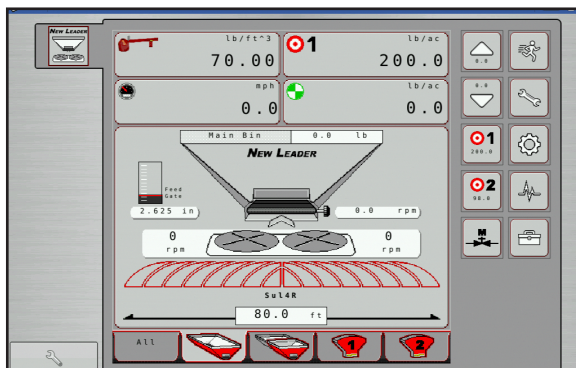 NEW LEADER
lb/ft^3
70.00
1
lb/ac
200.0
mph
0.0
lb/ac
0.0
Main Bin 0.0 lb
NEW LEADER
Feed
Gate
2.625 in
0.0 rpm
0
rpm
0
rpm
Sul4R
80.0 ft
All
1
2
0.0
0.0
1
200.0
2
90.0
M